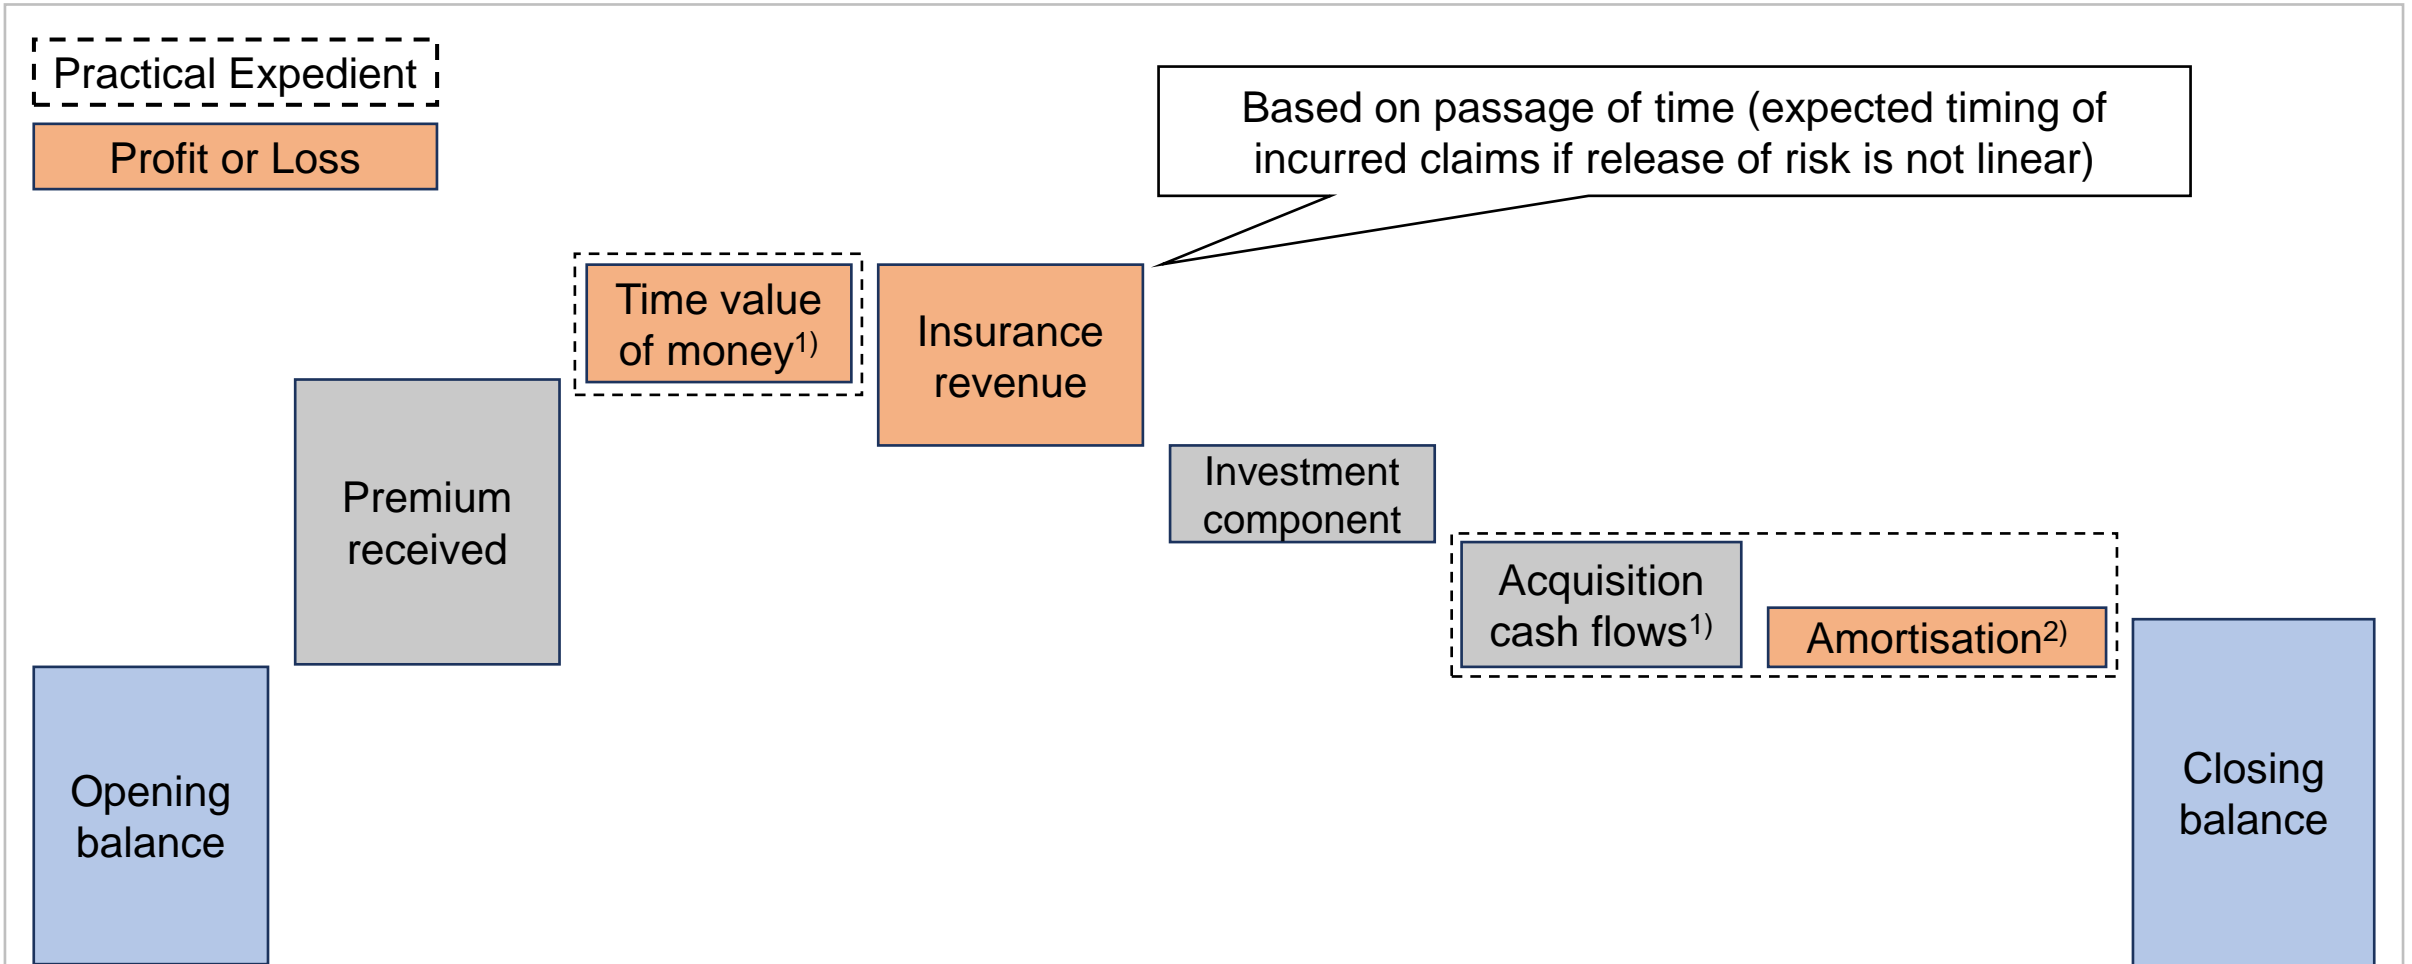 Practical Expedient
Profit or Loss
Based on passage of time (expected timing of
incurred claims if release of risk is not linear)
Time value
of money1)
Insurance
revenue
Premium
received
Investment
component
Acquisition
cash flows1)
Amortisation2)
Opening
balance
Closing
balance